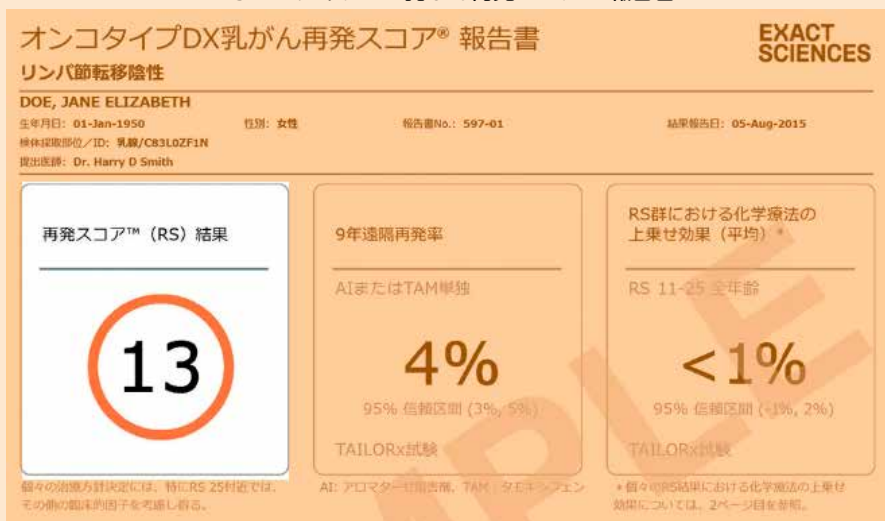 オンコタイプDX乳がん再発スコア® 報告書
EXACT
SCIENCES
リンパ節転移陰性
DOE, JANE ELIZABETH
生年月日: 01-Jan-1950 性別: 女性 報告書No.: 597-01 結果報告日: 05-Aug-2015
検体採取部位/ID: 乳腺/C83L0ZF1N
提出医師: Dr. Harry D Smith
再発スコア™(RS)結果
13
9年遠隔再発率
AIまたはTAM単独
4%
95% 信頼区間 (3%, 5%)
TAILORx試験
RS群における化学療法の
上乗せ効果(平均)*
RS 11-25 全年齢
<1%
95% 信頼区間 (-1%, 2%)
TAILORx試験
個々の治療方針決定には、特にRS 25付近では、
その他の臨床的因子を考慮し得る。
AI: アロマターゼ阻害剤、TAM:タモキシフェン
*個々のRS結果における化学療法の上乗せ
効果については、2ページ目を参照。